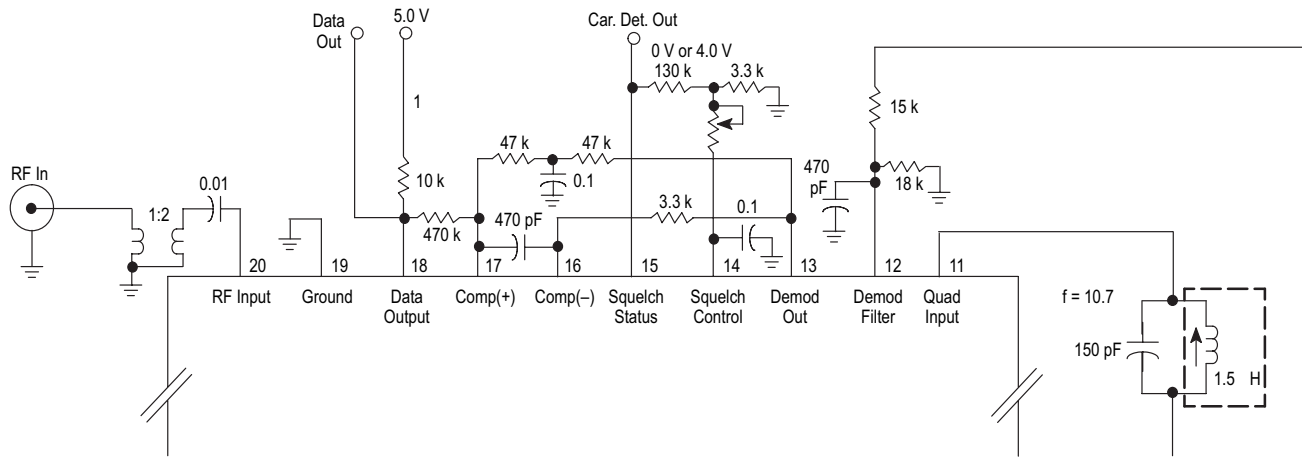 Data
Out
5.0 V
Car. Det. Out
0 V or 4.0 V
130 k
3.3 k
1
15 k
47 k
47 k
RF In
0.01
10 k
0.1
470
pF
18 k
1:2
470 pF
3.3 k
0.1
470 k
20
19
18
17
16
15
14
13
12
11
RF Input
Ground
Data
Output
Comp(+)
Comp(–)
Squelch
Status
Squelch
Control
Demod
Out
Demod
Filter
Quad
Input
f = 10.7
150 pF
1.5 H